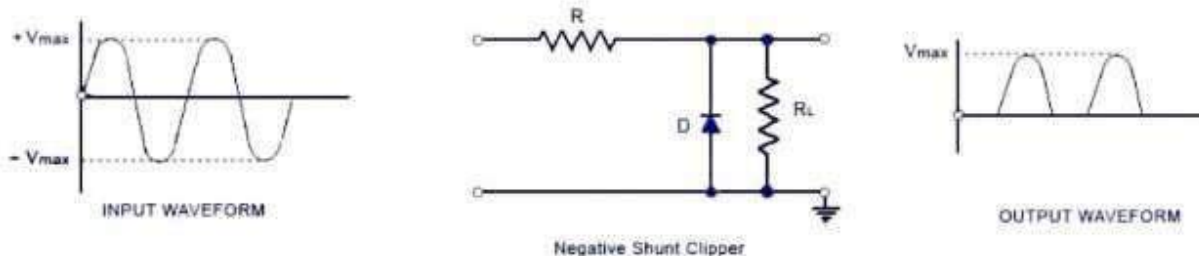 + Vmax
- Vmax
INPUT WAVEFORM
R
D
RL
Negative Shunt Clipper
Vmax
OUTPUT WAVEFORM